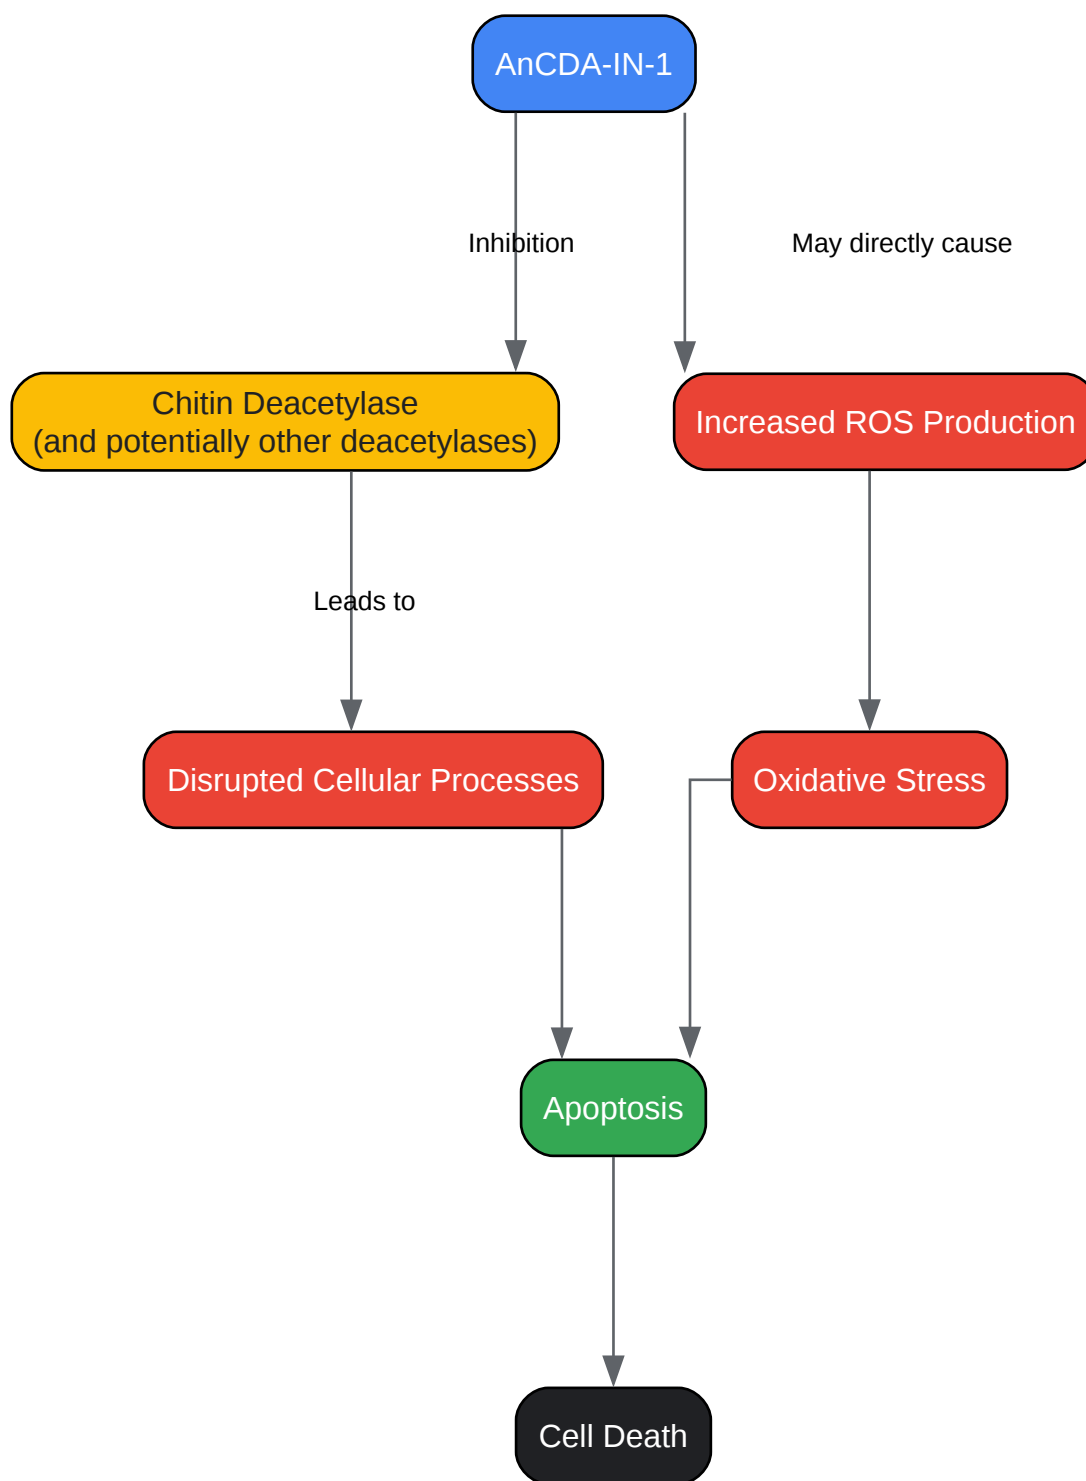 AnCDA-IN-1
Inhibition
May directly cause
Chitin Deacetylase
(and potentially other deacetylases)
Increased ROS Production
Leads to
Disrupted Cellular Processes
Oxidative Stress
Apoptosis
Cell Death